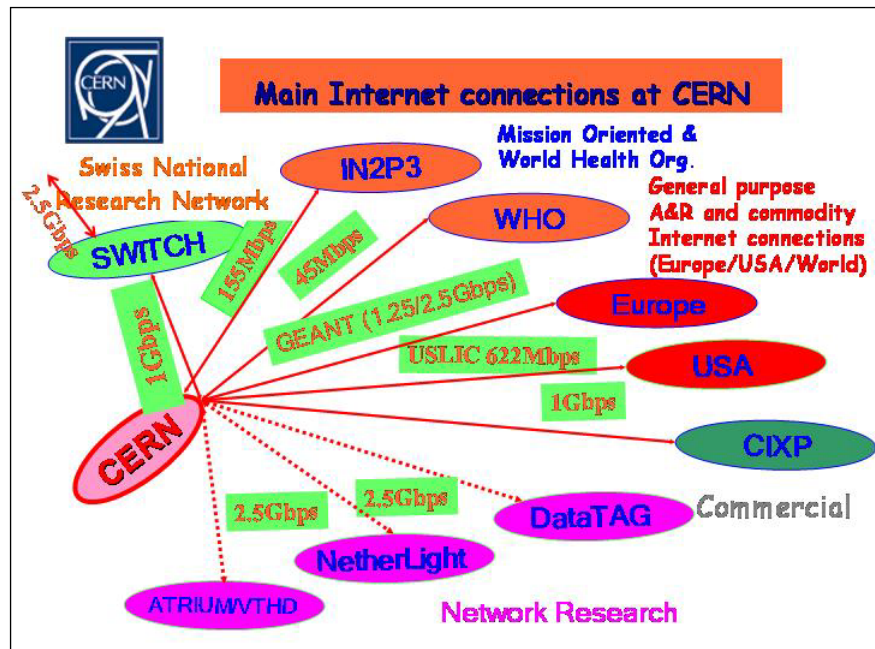 CERN
Main Internet connections at CERN
Mission Oriented &
World Health Org.
IN2P3
Swiss National
Research Network
2.5Gbps
General purpose
A&R and commodity
Internet connections
(Europe/USA/World)
WHO
SWITCH
155Mbps
45Mbps
GEANT (1.25/2.5Gbps)
Europe
1Gbps
USLIC 622Mbps
USA
1Gbps
CIXP
CERN
Commercial
2.5Gbps
2.5Gbps
DataTAG
NetherLight
ATRIUM/VTHD
Network Research